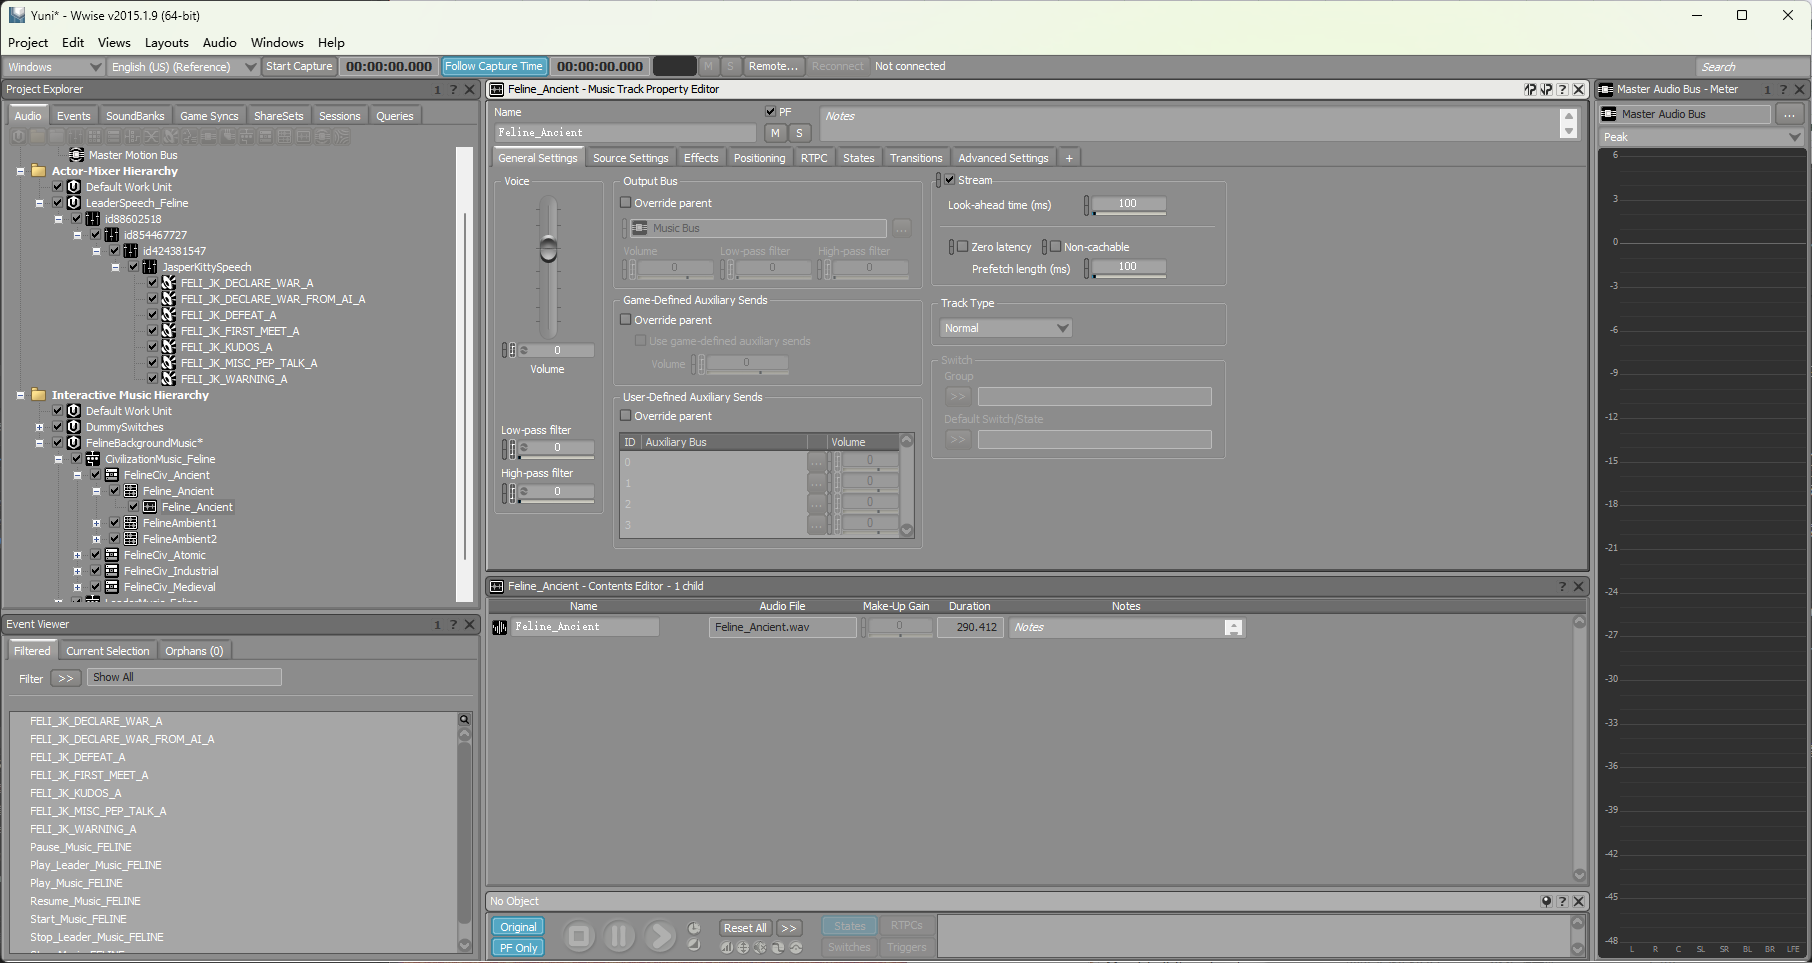 Yuni* - Wwise v2015.1.9 (64-bit)
Project Edit Views Layouts Audio Windows Help
Windows English (US) (Reference) Start Capture 00:00:00.000 Follow Capture Time 00:00:00.000 M S Remote... Reconnect Not connected Search
Project Explorer 1 ?
Audio Events SoundBanks Game Syncs ShareSets Sessions Queries
Master Motion Bus
Actor-Mixer Hierarchy
Default Work Unit
LeaderSpeech_Feline
id88602518
id854467727
id424381547
JasperKittySpeech
FELI_JK_DECLARE_WAR_A
FELI_JK_DECLARE_WAR_FROM_AI_A
FELI_JK_DEFEAT_A
FELI_JK_FIRST_MEET_A
FELI_JK_KUDOS_A
FELI_JK_MISC_PEP_TALK_A
FELI_JK_WARNING_A
Interactive Music Hierarchy
Default Work Unit
DummySwitches
FelineBackgroundMusic*
CivilizationMusic_Feline
FelineCiv_Ancient
Feline_Ancient
Feline_Ancient
FelineAmbient1
FelineAmbient2
FelineCiv_Atomic
FelineCiv_Industrial
FelineCiv_Medieval
Event Viewer 1 ?
Filtered Current Selection Orphans (0)
Filter >> Show All
FELI_JK_DECLARE_WAR_A
FELI_JK_DECLARE_WAR_FROM_AI_A
FELI_JK_DEFEAT_A
FELI_JK_FIRST_MEET_A
FELI_JK_KUDOS_A
FELI_JK_MISC_PEP_TALK_A
FELI_JK_WARNING_A
Pause_Music_FELINE
Play_Leader_Music_FELINE
Play_Music_FELINE
Resume_Music_FELINE
Start_Music_FELINE
Stop_Leader_Music_FELINE
Feline_Ancient - Music Track Property Editor ?
Name PF Notes
Feline_Ancient M S
General Settings Source Settings Effects Positioning RTPC States Transitions Advanced Settings +
Voice
0
Volume
Low-pass filter
0
High-pass filter
0
Output Bus
Override parent
Music Bus ...
Volume Low-pass filter High-pass filter
0 0 0
Game-Defined Auxiliary Sends
Override parent
Use game-defined auxiliary sends
Volume 0
User-Defined Auxiliary Sends
Override parent
ID Auxiliary Bus Volume
0 ... 0
1 ... 0
2 ... 0
3 ... 0
Stream
Look-ahead time (ms) 100
Zero latency Non-cachable
Prefetch length (ms) 100
Track Type
Normal
Switch
Group
>>
Default Switch/State
>>
Feline_Ancient - Contents Editor - 1 child ?
Name Audio File Make-Up Gain Duration Notes
Feline_Ancient Feline_Ancient.wav 0 290.412 Notes
No Object ?
Original Reset All >> States RTPCs
PF Only Switches Triggers
Master Audio Bus - Meter 1 ?
Master Audio Bus ...
Peak
6
3
0
-3
-6
-9
-12
-15
-18
-21
-24
-27
-30
-33
-36
-39
-42
-45
-48
L R C SL SR BL BR LFE